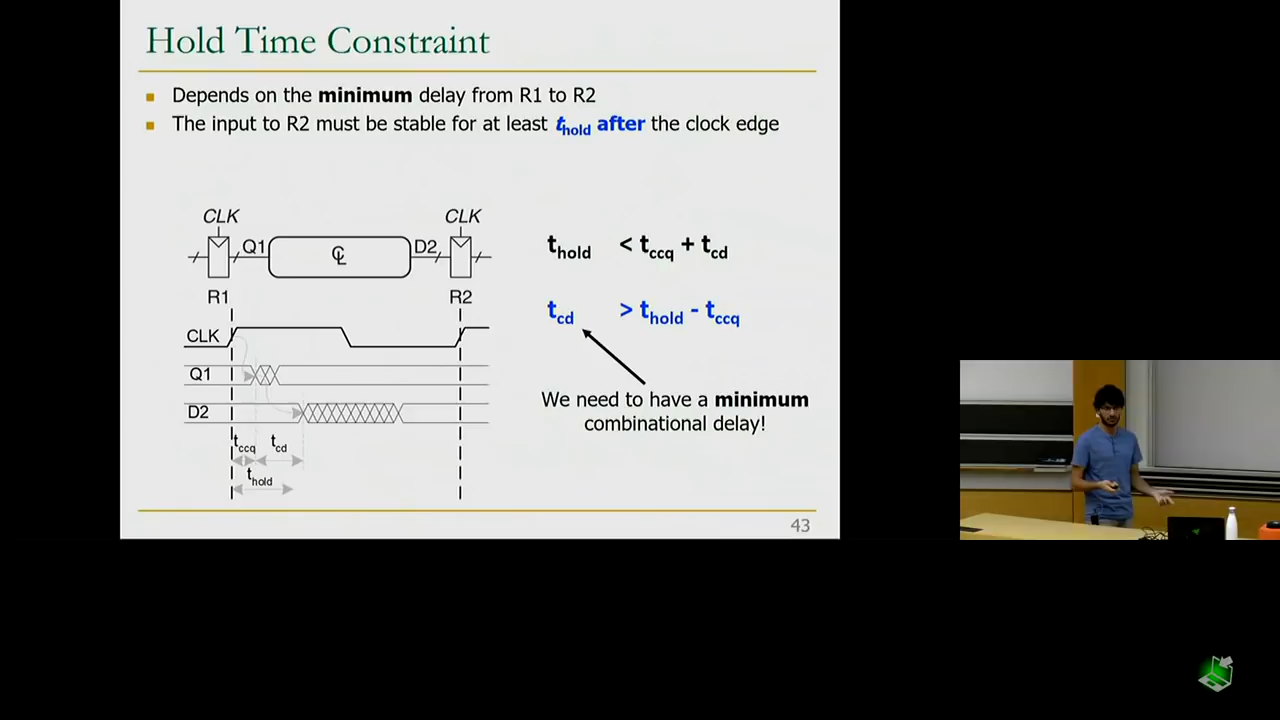 Hold Time Constraint
Depends on the minimum delay from R1 to R2
The input to R2 must be stable for at least thold after the clock edge
CLK CLK
Q1 CL D2
R1 R2
thold < tccq + tcd
tcd > thold - tccq
CLK
Q1
D2
tccq tcd
thold
We need to have a minimum
combinational delay!
43